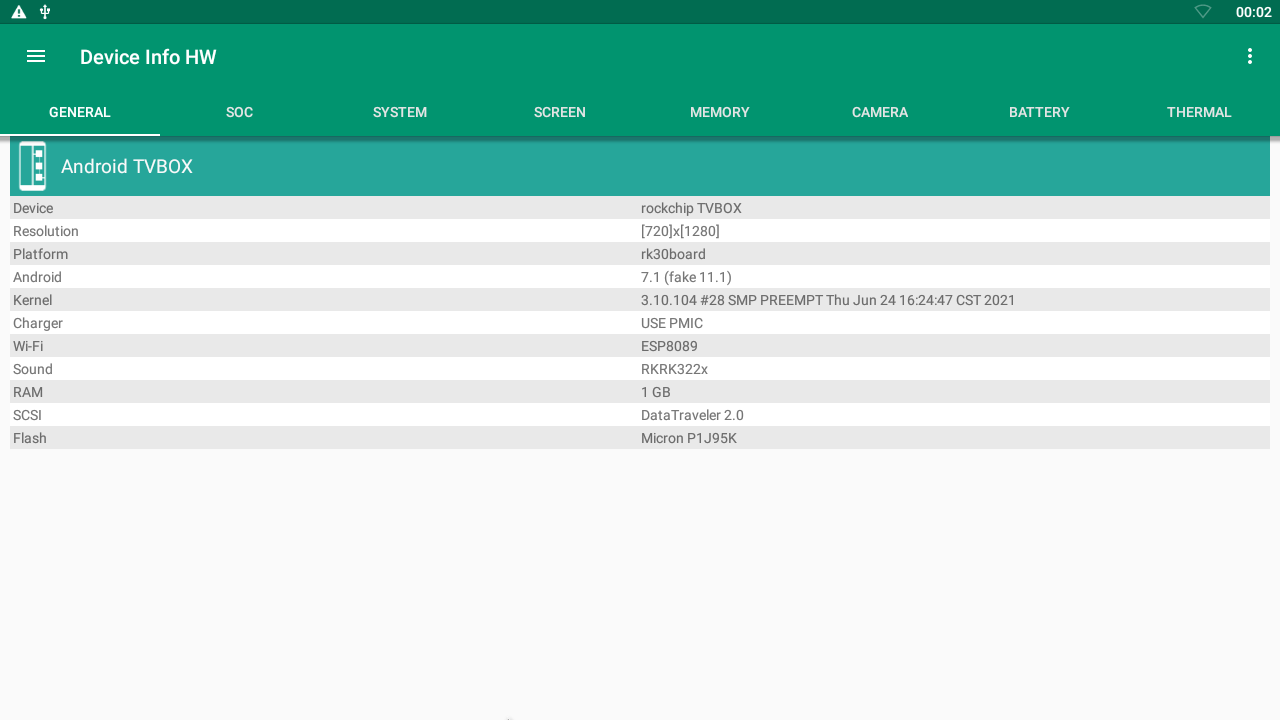 00:02
Device Info HW
GENERAL SOC SYSTEM SCREEN MEMORY CAMERA BATTERY THERMAL
Android TVBOX
Device rockchip TVBOX
Resolution [720]x[1280]
Platform rk30board
Android 7.1 (fake 11.1)
Kernel 3.10.104 #28 SMP PREEMPT Thu Jun 24 16:24:47 CST 2021
Charger USE PMIC
Wi-Fi ESP8089
Sound RKRK322x
RAM 1 GB
SCSI DataTraveler 2.0
Flash Micron P1J95K